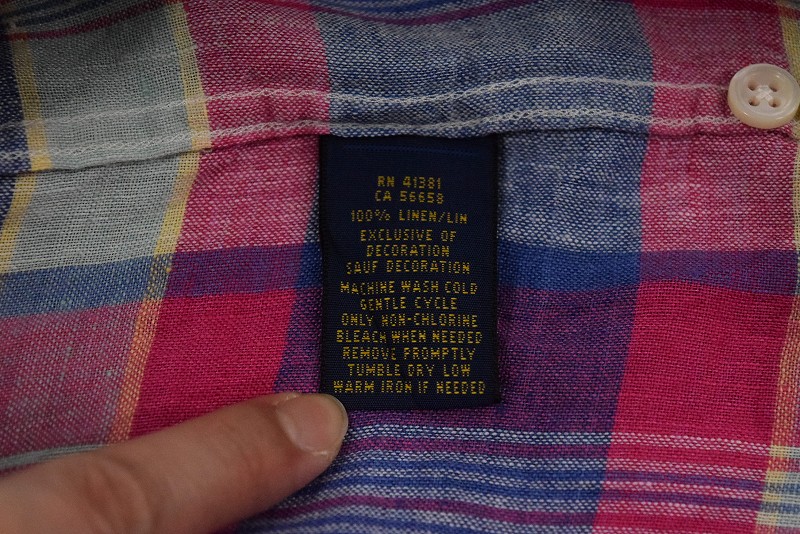 RN 41381
CA 56658
100% LINEN/LIN
EXCLUSIVE OF
DECORATION
SAUF DECORATION
MACHINE WASH COLD
GENTLE CYCLE
ONLY NON-CHLORINE
BLEACH WHEN NEEDED
REMOVE PROMPTLY
TUMBLE DRY LOW
WARM IRON IF NEEDED